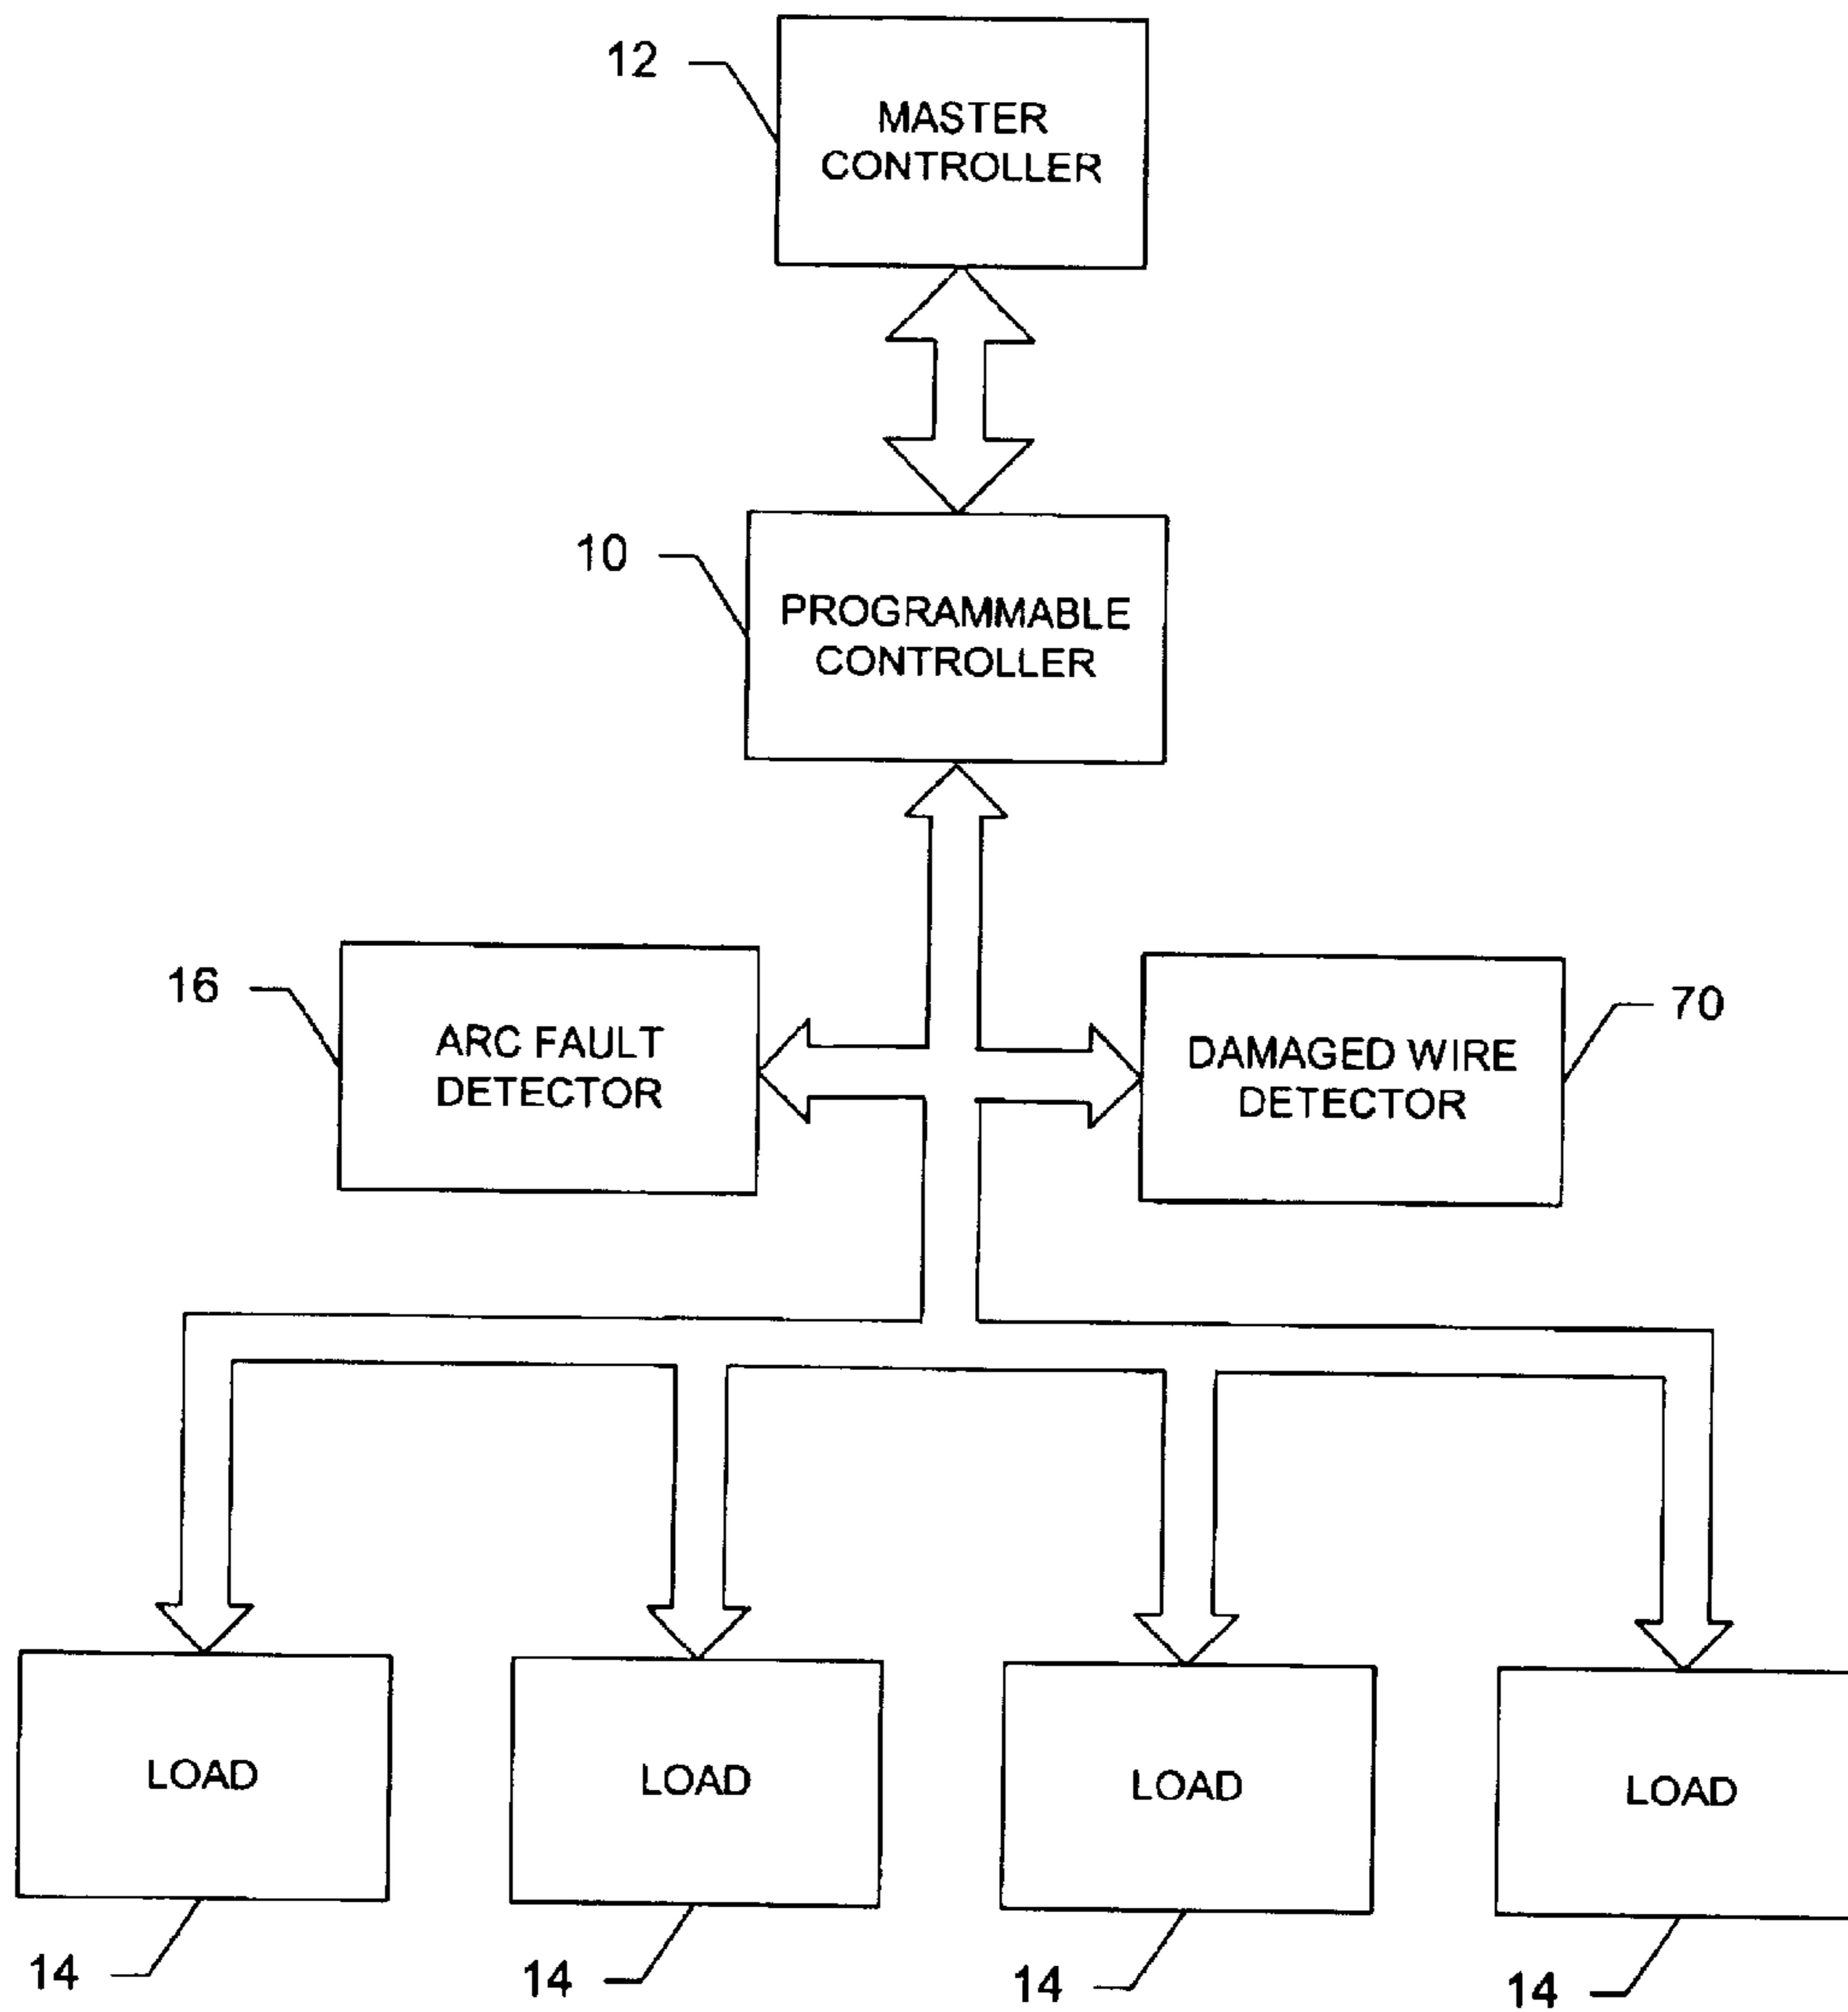 12
MASTER
CONTROLLER
10
PROGRAMMABLE
CONTROLLER
16
ARC FAULT
DETECTOR
DAMAGED WIRE
DETECTOR
70
LOAD
LOAD
LOAD
LOAD
14
14
14
14